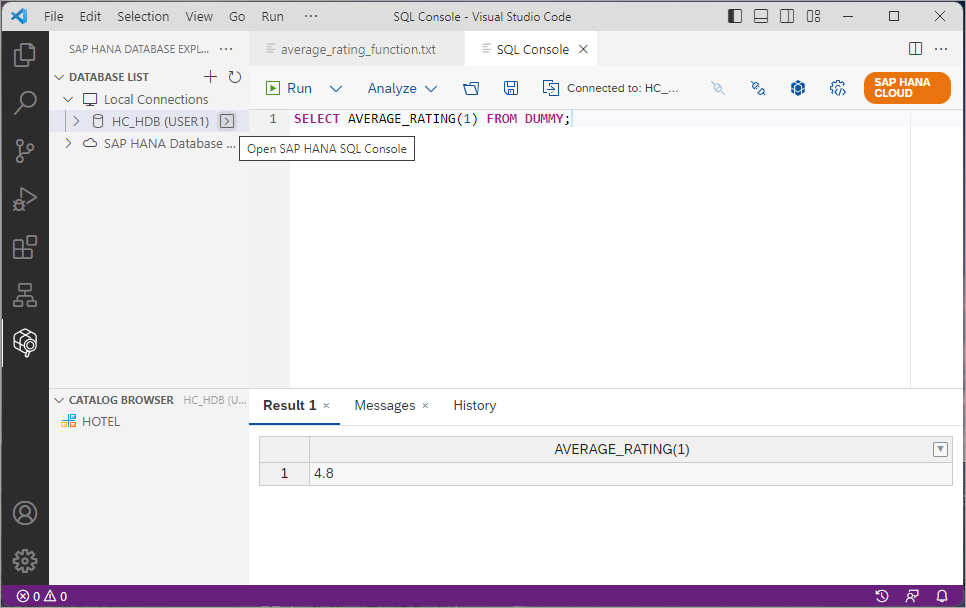 File Edit Selection View Go Run ··· SQL Console - Visual Studio Code
SAP HANA DATABASE EXPL... ···
average_rating_function.txt
SQL Console
DATABASE LIST
Local Connections
HC_HDB (USER1)
SAP HANA Database ...
Run
Analyze
Connected to: HC_...
SAP HANA
CLOUD
1 SELECT AVERAGE_RATING(1) FROM DUMMY;
Open SAP HANA SQL Console
CATALOG BROWSER HC_HDB (U...
HOTEL
Result 1 × Messages × History
AVERAGE_RATING(1)
1 4.8
0 0